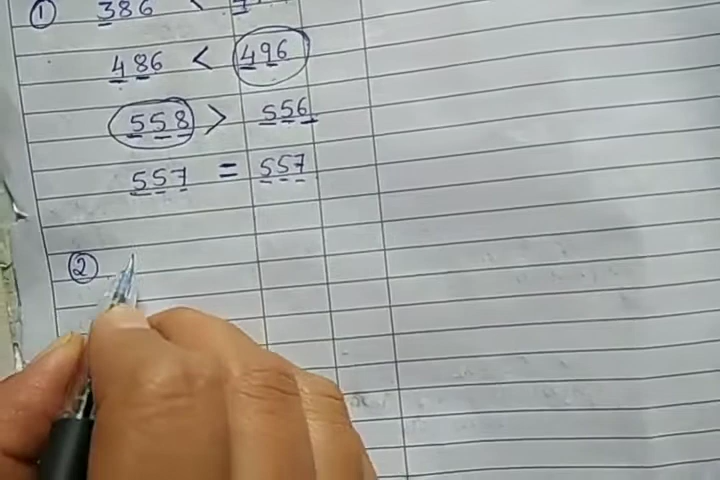 ① 386 <
486 < 496
558 > 556
557 = 557
②